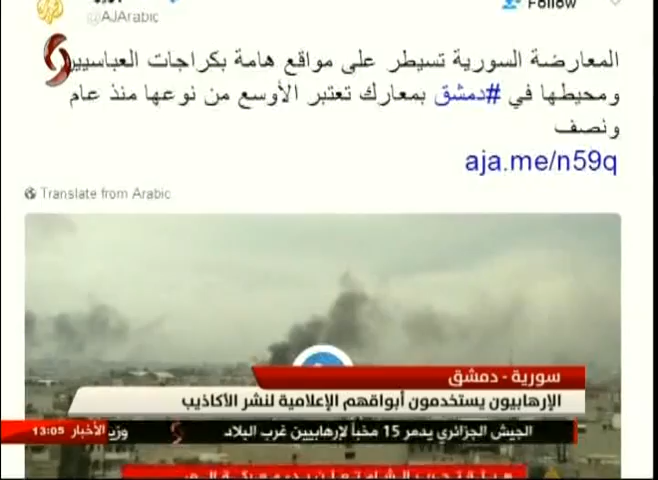 @AJArabic
Follow
المعارضة السورية تسيطر على مواقع هامة بكراجات العباسيين
ومحيطها في #دمشق بمعارك تعتبر الأوسع من نوعها منذ عام
ونصف
aja.me/n59q
Translate from Arabic
سورية - دمشق
الإرهابيون يستخدمون أبواقهم الإعلامية لنشر الأكاذيب
13:05 الأخبار
الجيش الجزائري يدمر 15 مخبأ لإرهابيين غرب البلاد